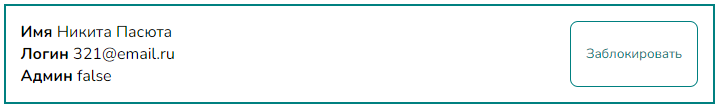 Имя Никита Пасюта
Логин 321@email.ru
Админ false
Заблокировать